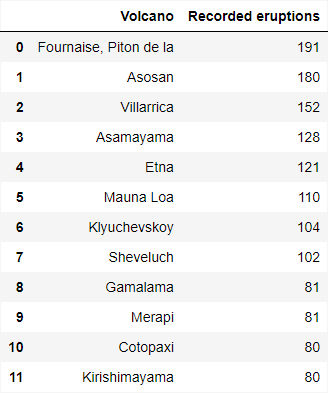 Volcano Recorded eruptions
0 Fournaise, Piton de la 191
1 Asosan 180
2 Villarrica 152
3 Asamayama 128
4 Etna 121
5 Mauna Loa 110
6 Klyuchevskoy 104
7 Sheveluch 102
8 Gamalama 81
9 Merapi 81
10 Cotopaxi 80
11 Kirishimayama 80